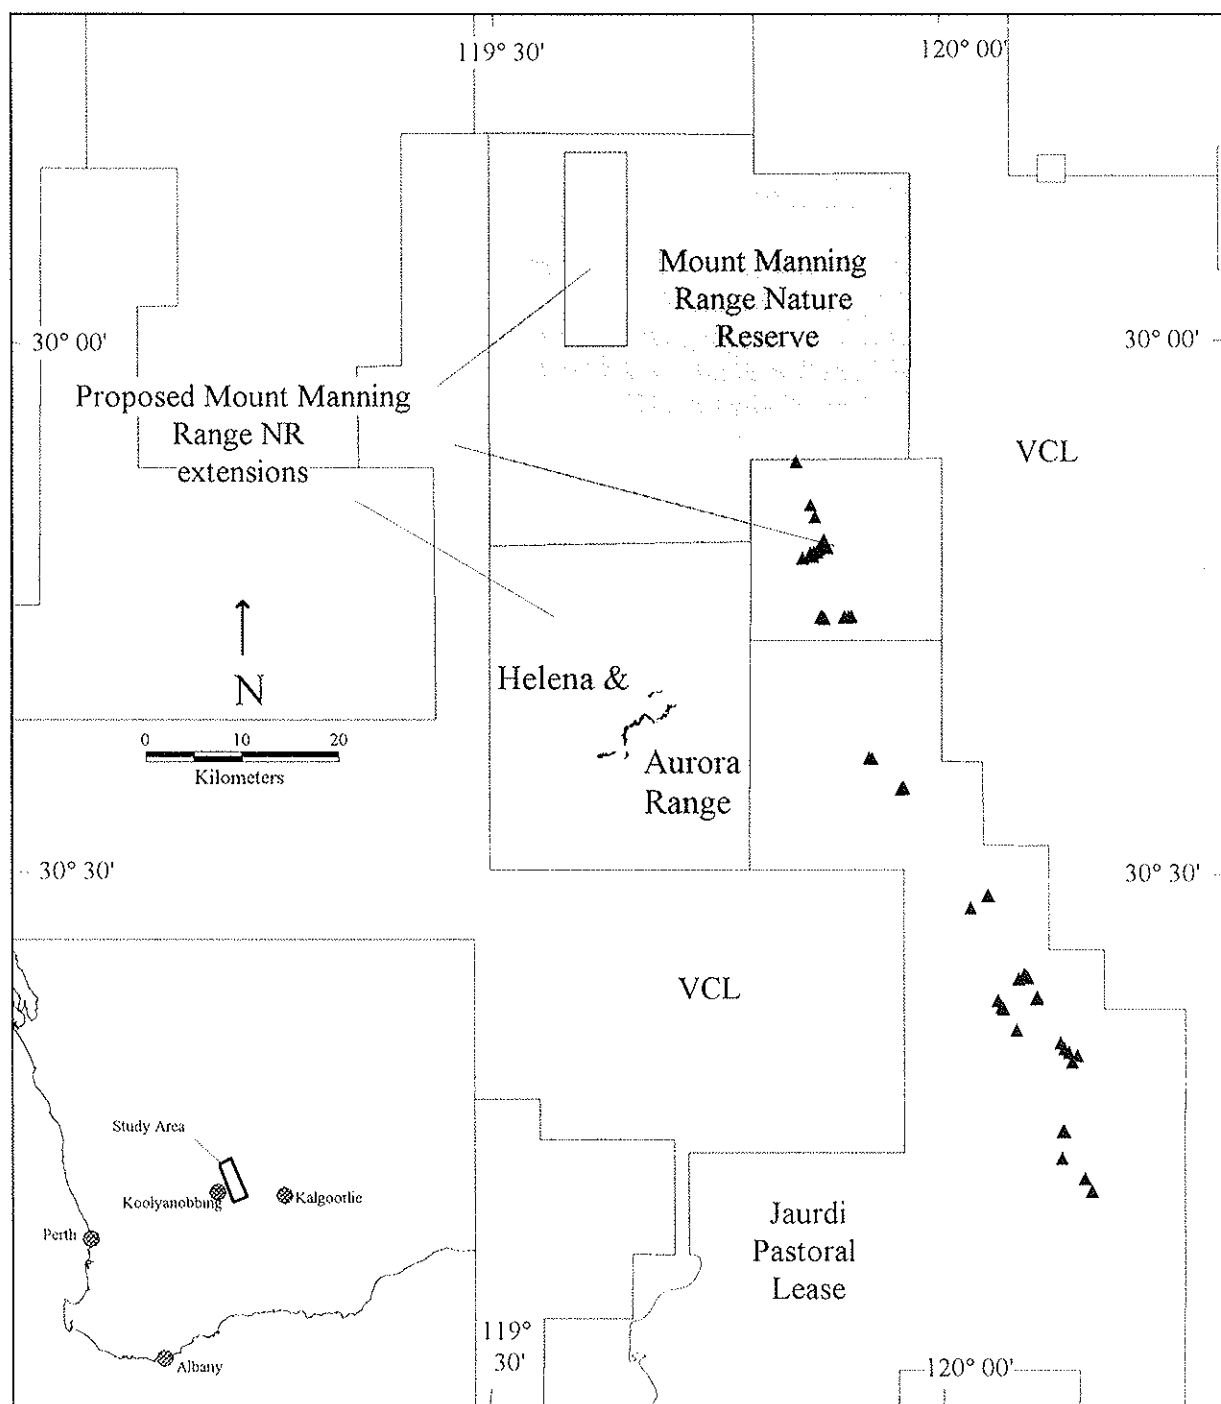 119° 30'
120° 00'
Mount Manning
Range Nature
Reserve
30° 00'
30° 00'
Proposed Mount Manning
Range NR
extensions
VCL
N
Helena &
Aurora
Range
0
10
20
Kilometers
30° 30'
30° 30'
VCL
Study Area
Koolyanobbing
Kalgoorlie
Perth
Albany
Jaurdi
Pastoral
Lease
119°
30'
120° 00'